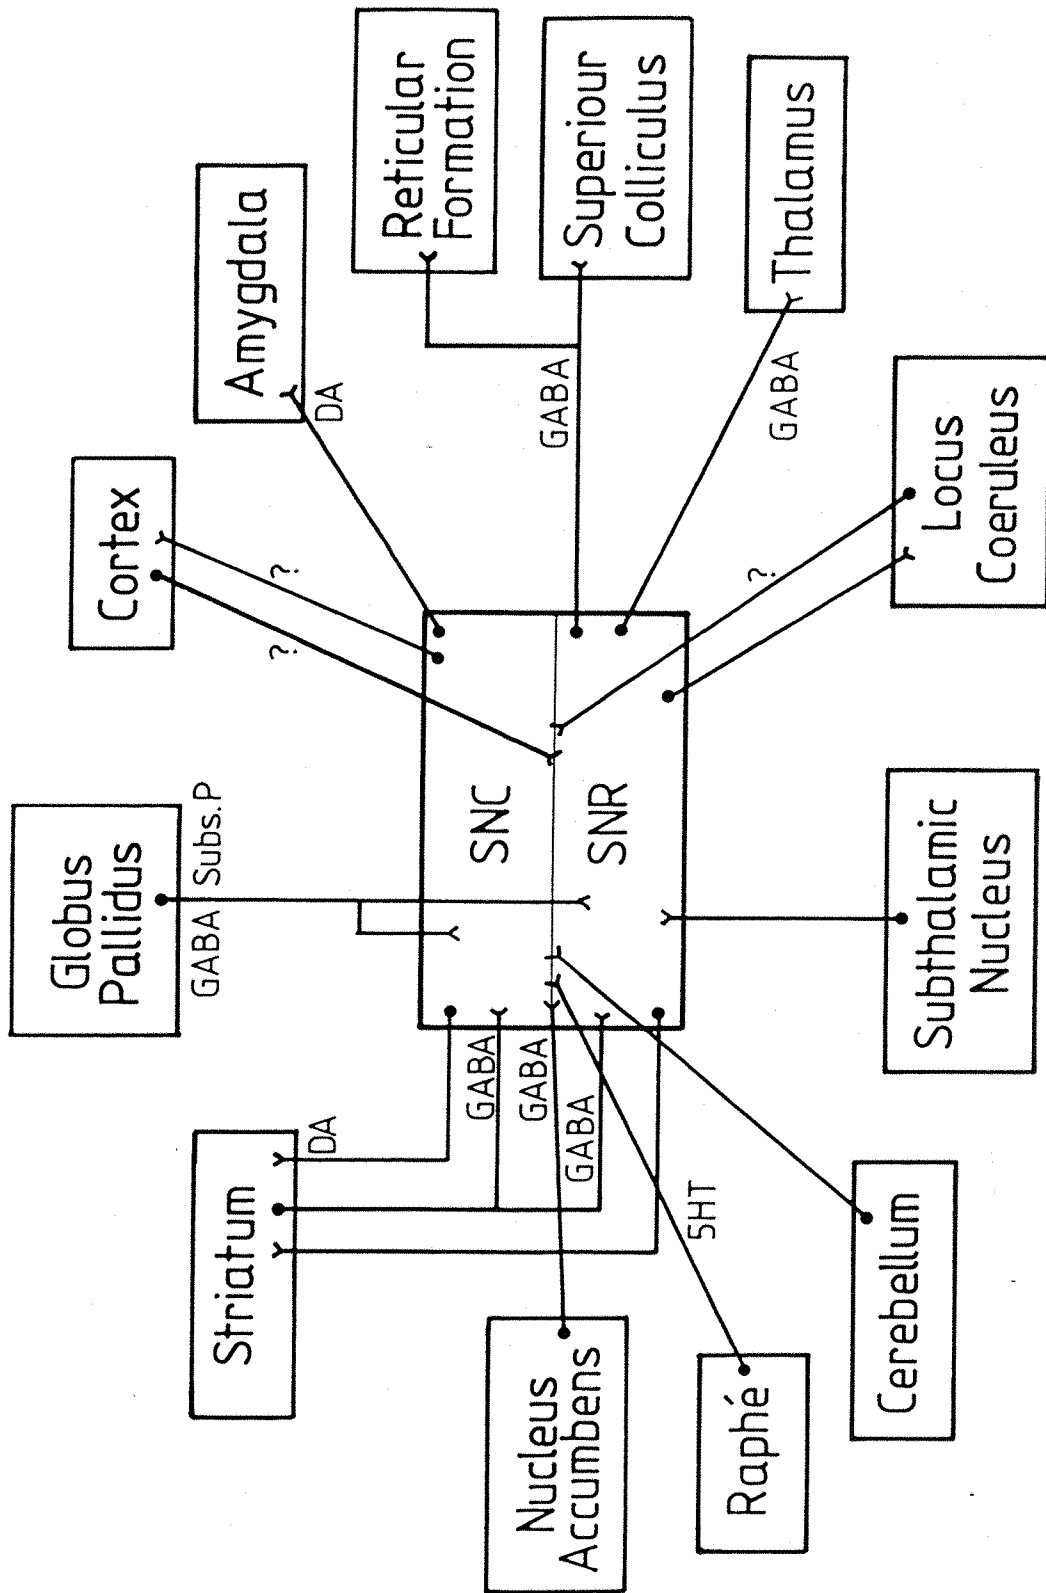 Striatum
DA
GABA
GABA
GABA
Nucleus
Accumbens
Raphé
5HT
Cerebellum
Globus
Pallidus
GABA
Subs.P
SNC
SNR
Subthalamic
Nucleus
Cortex
?
?
Amygdala
DA
Reticular
Formation
GABA
Superiour
Colliculus
GABA
Thalamus
?
Locus
Coeruleus